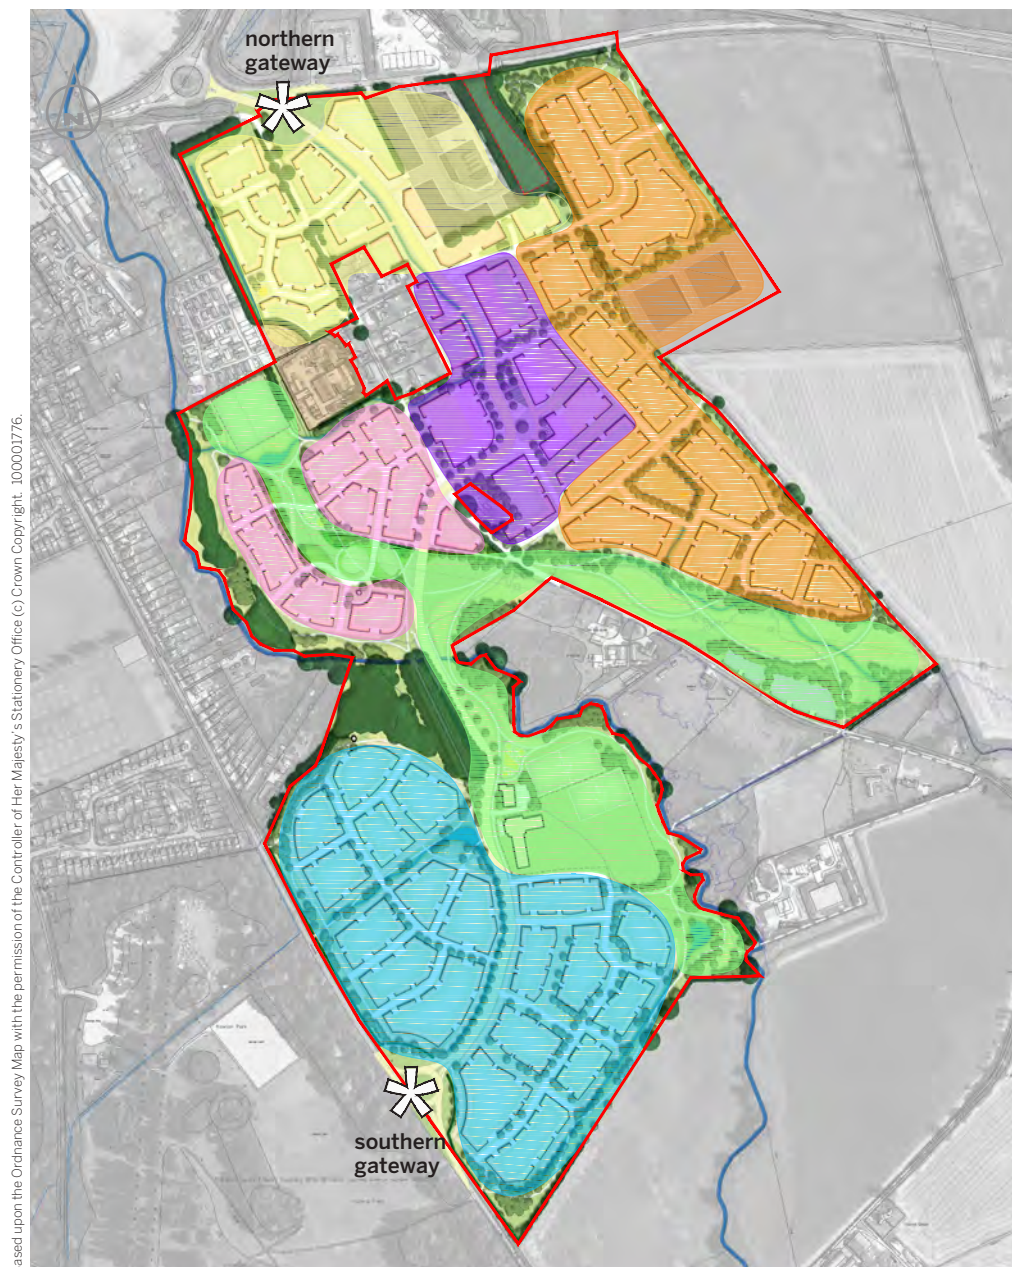 northern
gateway
southern
gateway
ased upon the Ordnance Survey Map with the permission of the Controller of Her Majesty's Stationery Office (c) Crown Copyright. 100001776.